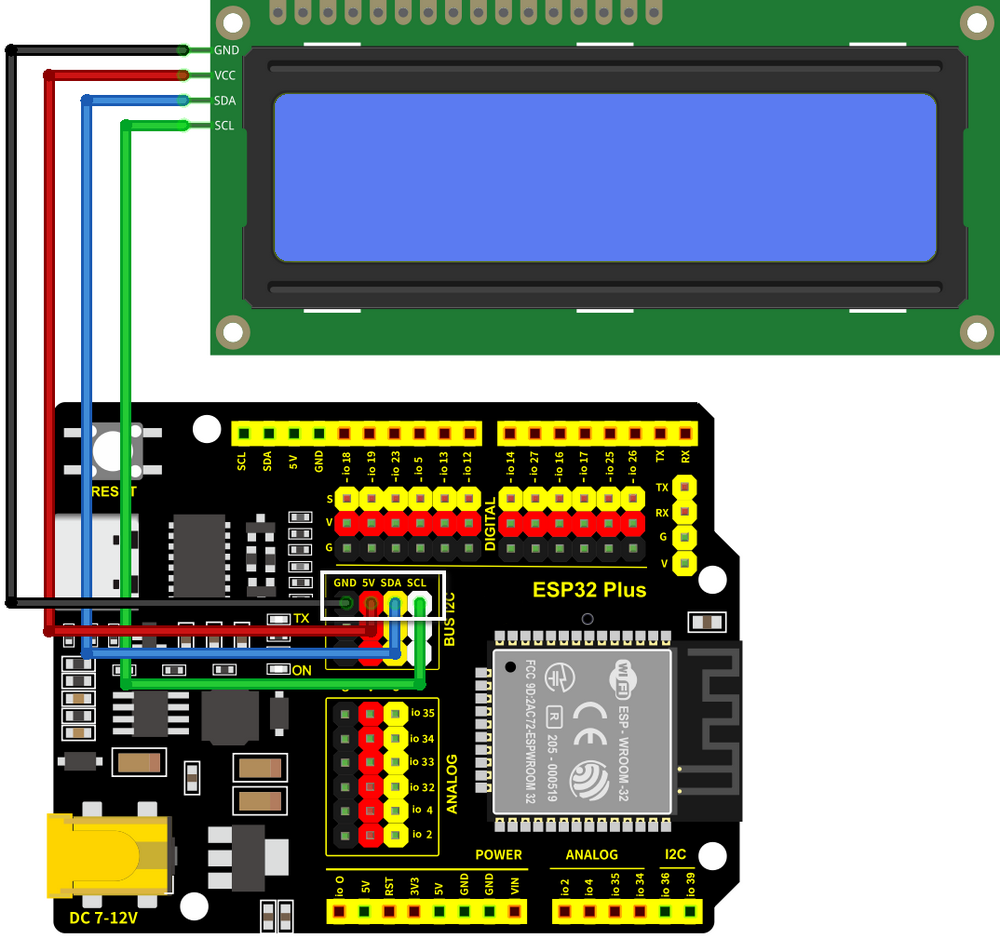 GND
VCC
SDA
SCL
SCL
SDA
5 V
GND
io 18
io 19
io 23
io 5
io 13
io 12
io 14
io 27
io 16
io 17
io 25
io 26
TX
RX
RESET
S
V
G
DIGITAL
TX
RX
G
V
ESP32 Plus
GND 5V SDA SCL
BUS I2C
TX
ON
WiFi
ESP - WROOM -32
CE
R
205 - 000519
FCC 9D:2AC72-ESPWROOM 32
io 35
io 34
io 33
io 32
io 4
io 2
ANALOG
POWER
ANALOG
I2C
io 0
5V
RST
3V3
5V
GND
GND
VIN
io 2
io 4
io 35
io 34
io 36
io 39
DC 7-12V